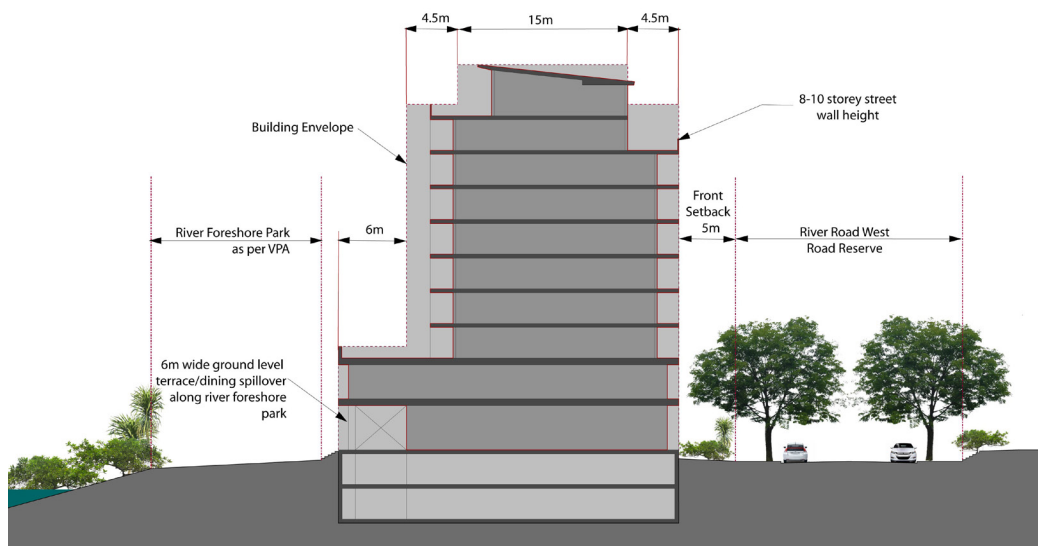 4.5m
15m
4.5m
8-10 storey street
wall height
Building Envelope
Front
Setback
5m
River Foreshore Park
as per VPA
6m
River Road West
Road Reserve
6m wide ground level
terrace/dining spillover
along river foreshore
park